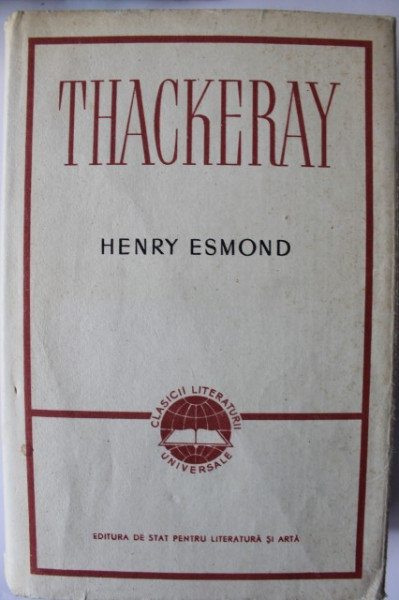 THACKERAY
HENRY ESMOND
CLASICII LITERATURII
UNIVERSALE
EDITURA DE STAT PENTRU LITERATURĂ ȘI ARTĂ